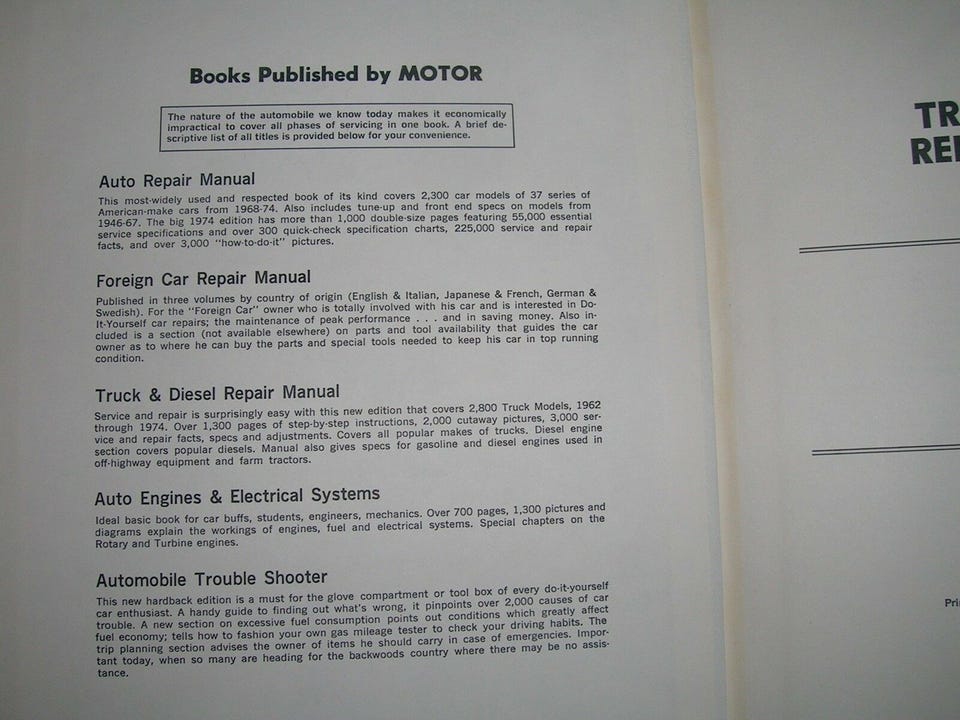 Books Published by MOTOR
The nature of the automobile we know today makes it economically
impractical to cover all phases of servicing in one book. A brief de-
scriptive list of all titles is provided below for your convenience.
Auto Repair Manual
This most-widely used and respected book of its kind covers 2,300 car models of 37 series of
American-make cars from 1968-74. Also includes tune-up and front end specs on models from
1946-67. The big 1974 edition has more than 1,000 double-size pages featuring 55,000 essential
service specifications and over 300 quick-check specification charts, 225,000 service and repair
facts, and over 3,000 "how-to-do-it" pictures.
Foreign Car Repair Manual
Published in three volumes by country of origin (English & Italian, Japanese & French, German &
Swedish). For the "Foreign Car" owner who is totally involved with his car and is interested in Do-
It-Yourself car repairs; the maintenance of peak performance . . . and in saving money. Also in-
cluded is a section (not available elsewhere) on parts and tool availability that guides the car
owner as to where he can buy the parts and special tools needed to keep his car in top running
condition.
Truck & Diesel Repair Manual
Service and repair is surprisingly easy with this new edition that covers 2,800 Truck Models, 1962
through 1974. Over 1,300 pages of step-by-step instructions, 2,000 cutaway pictures, 3,000 ser-
vice and repair facts, specs and adjustments. Covers all popular makes of trucks. Diesel engine
section covers popular diesels. Manual also gives specs for gasoline and diesel engines used in
off-highway equipment and farm tractors.
Auto Engines & Electrical Systems
Ideal basic book for car buffs, students, engineers, mechanics. Over 700 pages, 1,300 pictures and
diagrams explain the workings of engines, fuel and electrical systems. Special chapters on the
Rotary and Turbine engines.
Automobile Trouble Shooter
This new hardback edition is a must for the glove compartment or tool box of every do-it-yourself
car enthusiast. A handy guide to finding out what's wrong, it pinpoints over 2,000 causes of car
trouble. A new section on excessive fuel consumption points out conditions which greatly affect
fuel economy; tells how to fashion your own gas mileage tester to check your driving habits. The
trip planning section advises the owner of items he should carry in case of emergencies. Impor-
tant today, when so many are heading for the backwoods country where there may be no assis-
tance.
TR
REI
Pri